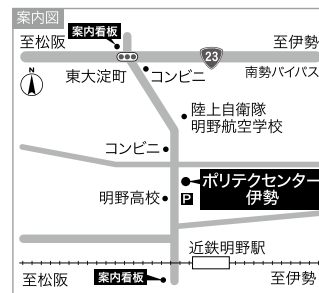 案内図
至松阪
案内看板
23
至伊勢
N
東大淀町
コンビニ
南勢バイパス
陸上自衛隊
明野航空学校
コンビニ
ポリテクセンター
伊勢
明野高校
P
近鉄明野駅
至松阪
案内看板
至伊勢